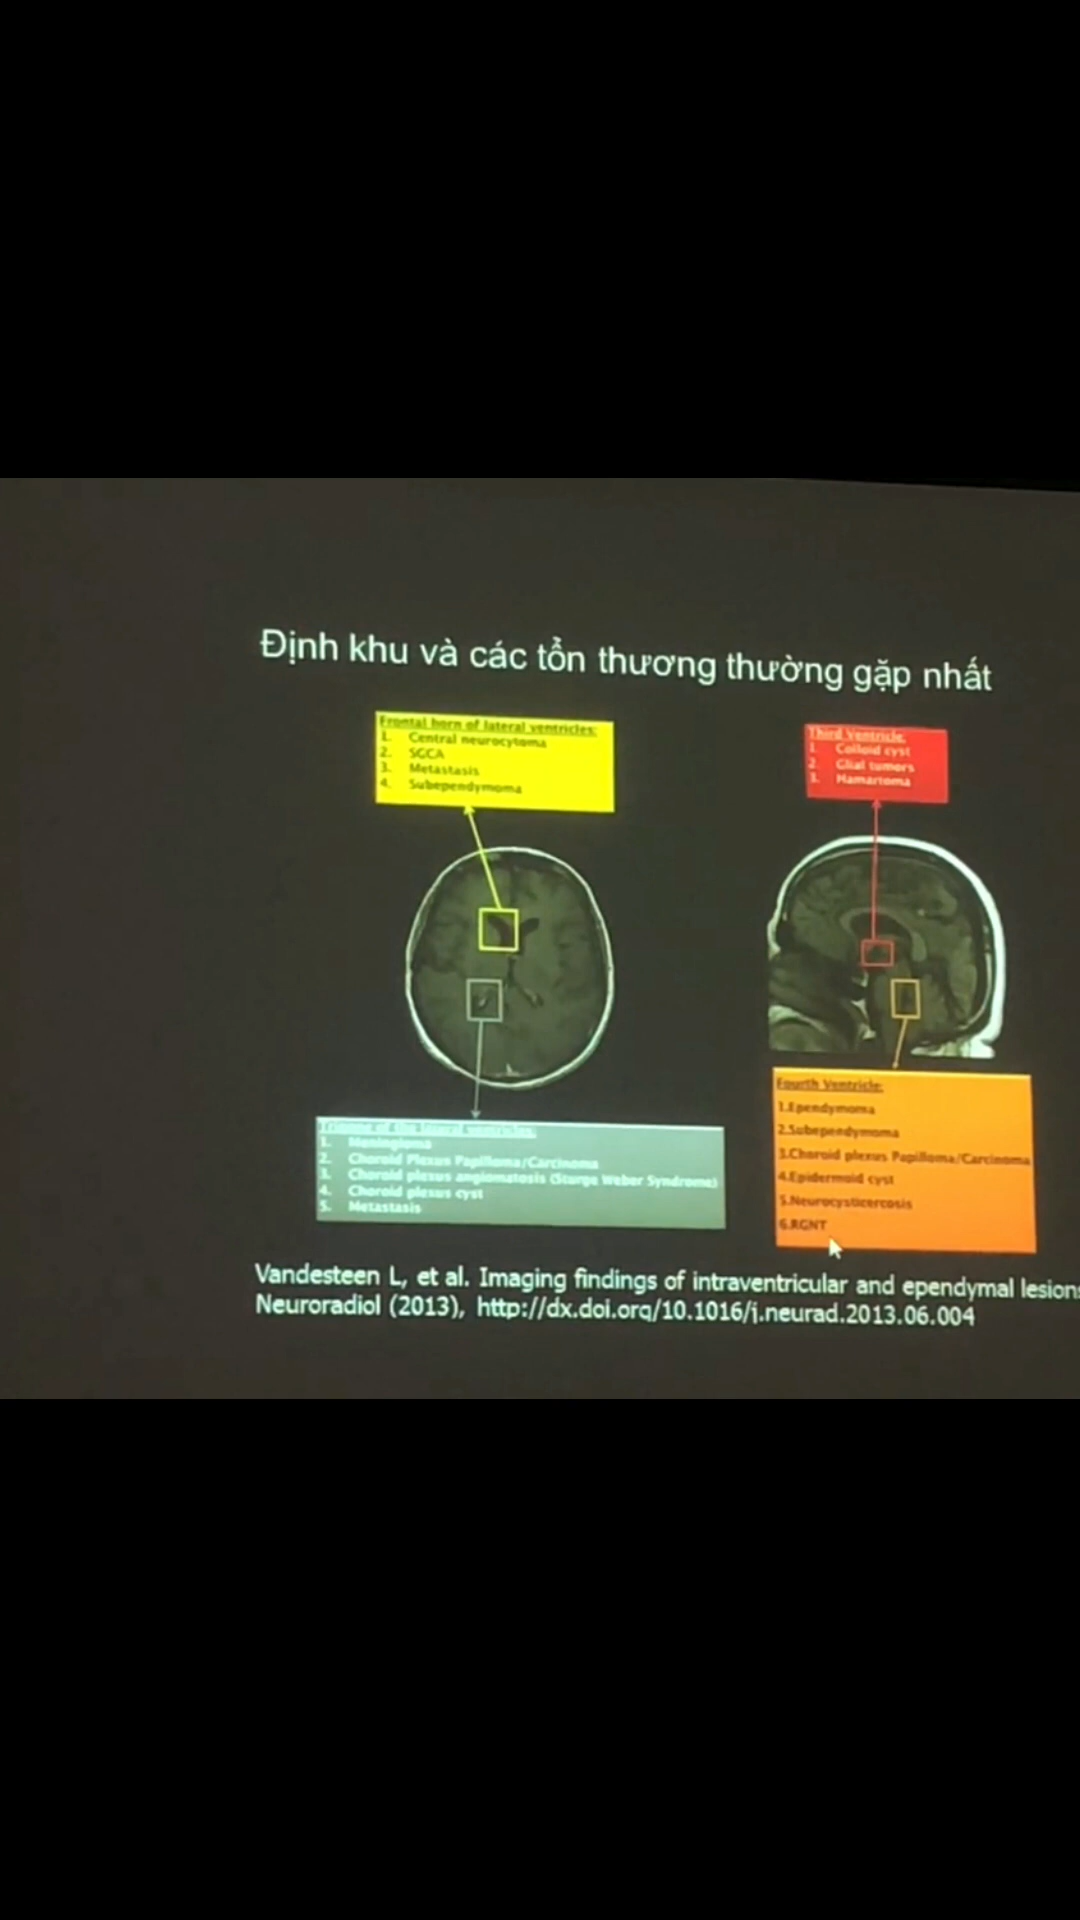 Định khu và các tổn thương thường gặp nhất
Frontal horn of lateral ventricles:
1. Central neurocytoma
2. SGCA
3. Metastasis
4. Subependymoma
Third Ventricle:
1. Colloid cyst
2. Glial tumors
3. Hamartoma
Trigone of the lateral ventricles:
1. Meningioma
2. Choroid Plexus Papilloma/Carcinoma
3. Choroid plexus angiomatosis (Sturge Weber Syndrome)
4. Choroid plexus cyst
5. Metastasis
Fourth Ventricle:
1.Ependymoma
2.Subependymoma
3.Choroid plexus Papilloma/Carcinoma
4.Epidermoid cyst
5.Neurocysticercosis
6.RGNT
Vandesteen L, et al. Imaging findings of intraventricular and ependymal lesions
Neuroradiol (2013), http://dx.doi.org/10.1016/j.neurad.2013.06.004